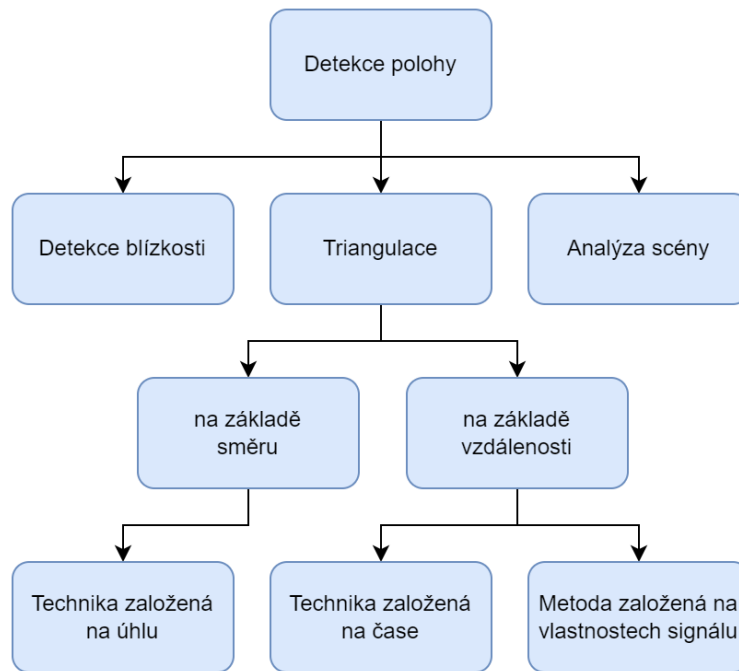 Detekce polohy
Detekce blízkosti
Triangulace
Analýza scény
na základě
směru
na základě
vzdálenosti
Technika založená
na úhlu
Technika založená
na čase
Metoda založená na
vlastnostech signálu